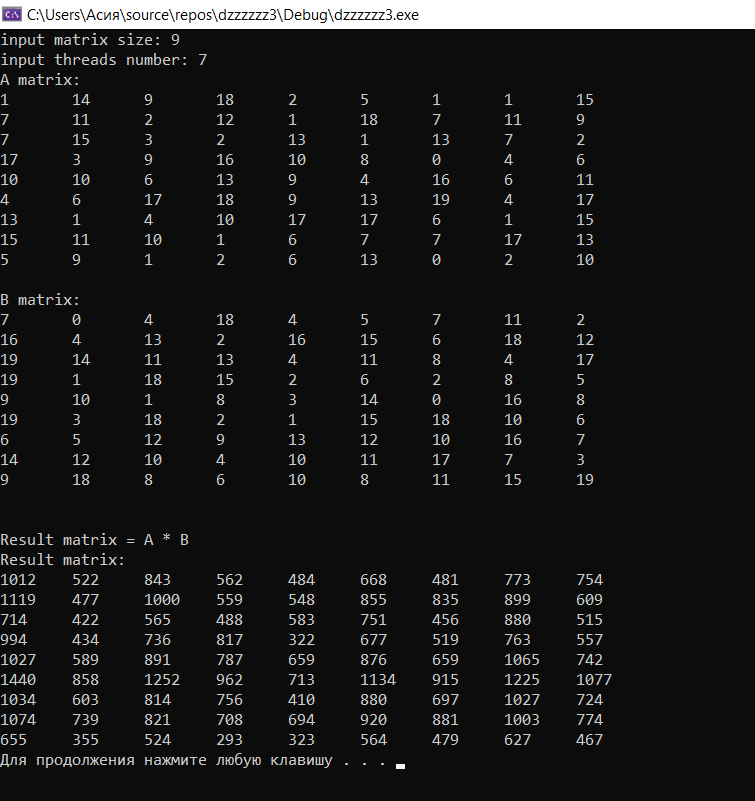 C:\Users\Асия\source\repos\dzzzzzz3\Debug\dzzzzzz3.exe
input matrix size: 9
input threads number: 7
A matrix:
1 14 9 18 2 5 1 1 15
7 11 2 12 1 18 7 11 9
7 15 3 2 13 1 13 7 2
17 3 9 16 10 8 0 4 6
10 10 6 13 9 4 16 6 11
4 6 17 18 9 13 19 4 17
13 1 4 10 17 17 6 1 15
15 11 10 1 6 7 7 17 13
5 9 1 2 6 13 0 2 10
B matrix:
7 0 4 18 4 5 7 11 2
16 4 13 2 16 15 6 18 12
19 14 11 13 4 11 8 4 17
19 1 18 15 2 6 2 8 5
9 10 1 8 3 14 0 16 8
19 3 18 2 1 15 18 10 6
6 5 12 9 13 12 10 16 7
14 12 10 4 10 11 17 7 3
9 18 8 6 10 8 11 15 19
Result matrix = A * B
Result matrix:
1012 522 843 562 484 668 481 773 754
1119 477 1000 559 548 855 835 899 609
714 422 565 488 583 751 456 880 515
994 434 736 817 322 677 519 763 557
1027 589 891 787 659 876 659 1065 742
1440 858 1252 962 713 1134 915 1225 1077
1034 603 814 756 410 880 697 1027 724
1074 739 821 708 694 920 881 1003 774
655 355 524 293 323 564 479 627 467
Для продолжения нажмите любую клавишу . . .